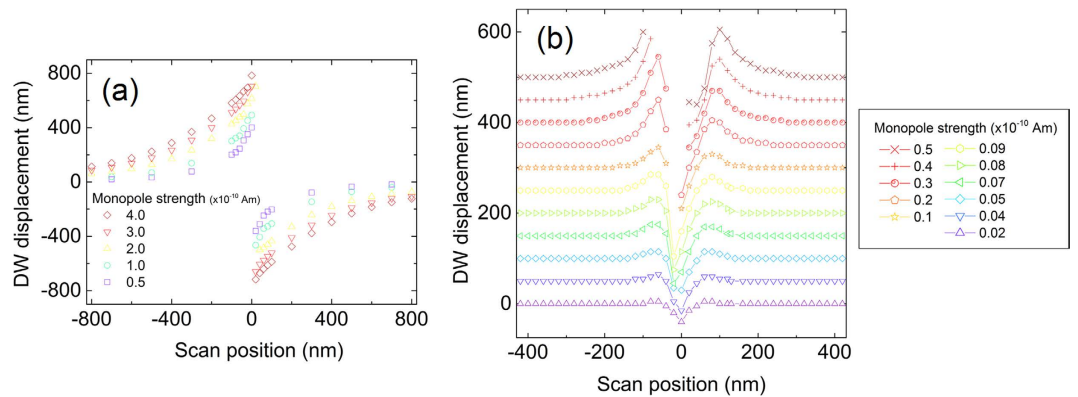 (a)
DW displacement (nm)
800
400
0
-400
-800
Monopole strength (x10-10 Am)
4.0
3.0
2.0
1.0
0.5
-800 -400 0 400 800
Scan position (nm)
(b)
DW displacement (nm)
600
400
200
0
-400 -200 0 200 400
Scan position (nm)
Monopole strength (x10-10 Am)
0.5 0.09
0.4 0.08
0.3 0.07
0.2 0.05
0.1 0.04
0.02